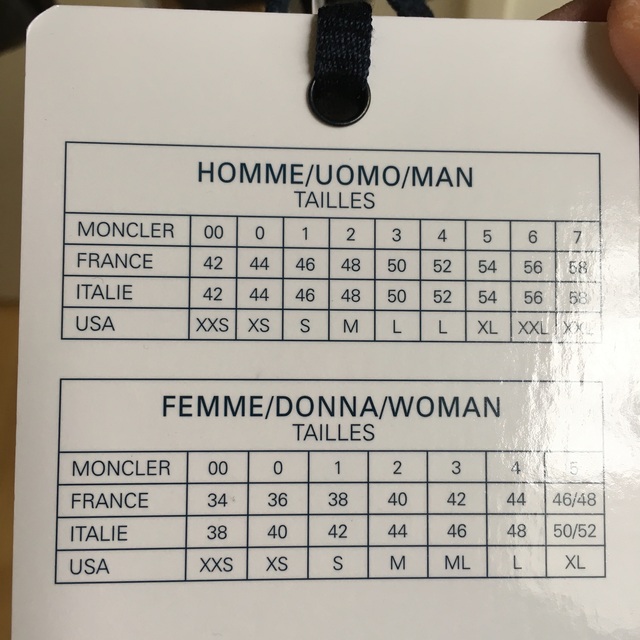 HOMME/UOMO/MAN
TAILLES
MONCLER 00 0 1 2 3 4 5 6 7
FRANCE 42 44 46 48 50 52 54 56 58
ITALIE 42 44 46 48 50 52 54 56 58
USA XXS XS S M L L XL XXL XXL
FEMME/DONNA/WOMAN
TAILLES
MONCLER 00 0 1 2 3 4 5
FRANCE 34 36 38 40 42 44 46/48
ITALIE 38 40 42 44 46 48 50/52
USA XXS XS S M ML L XL